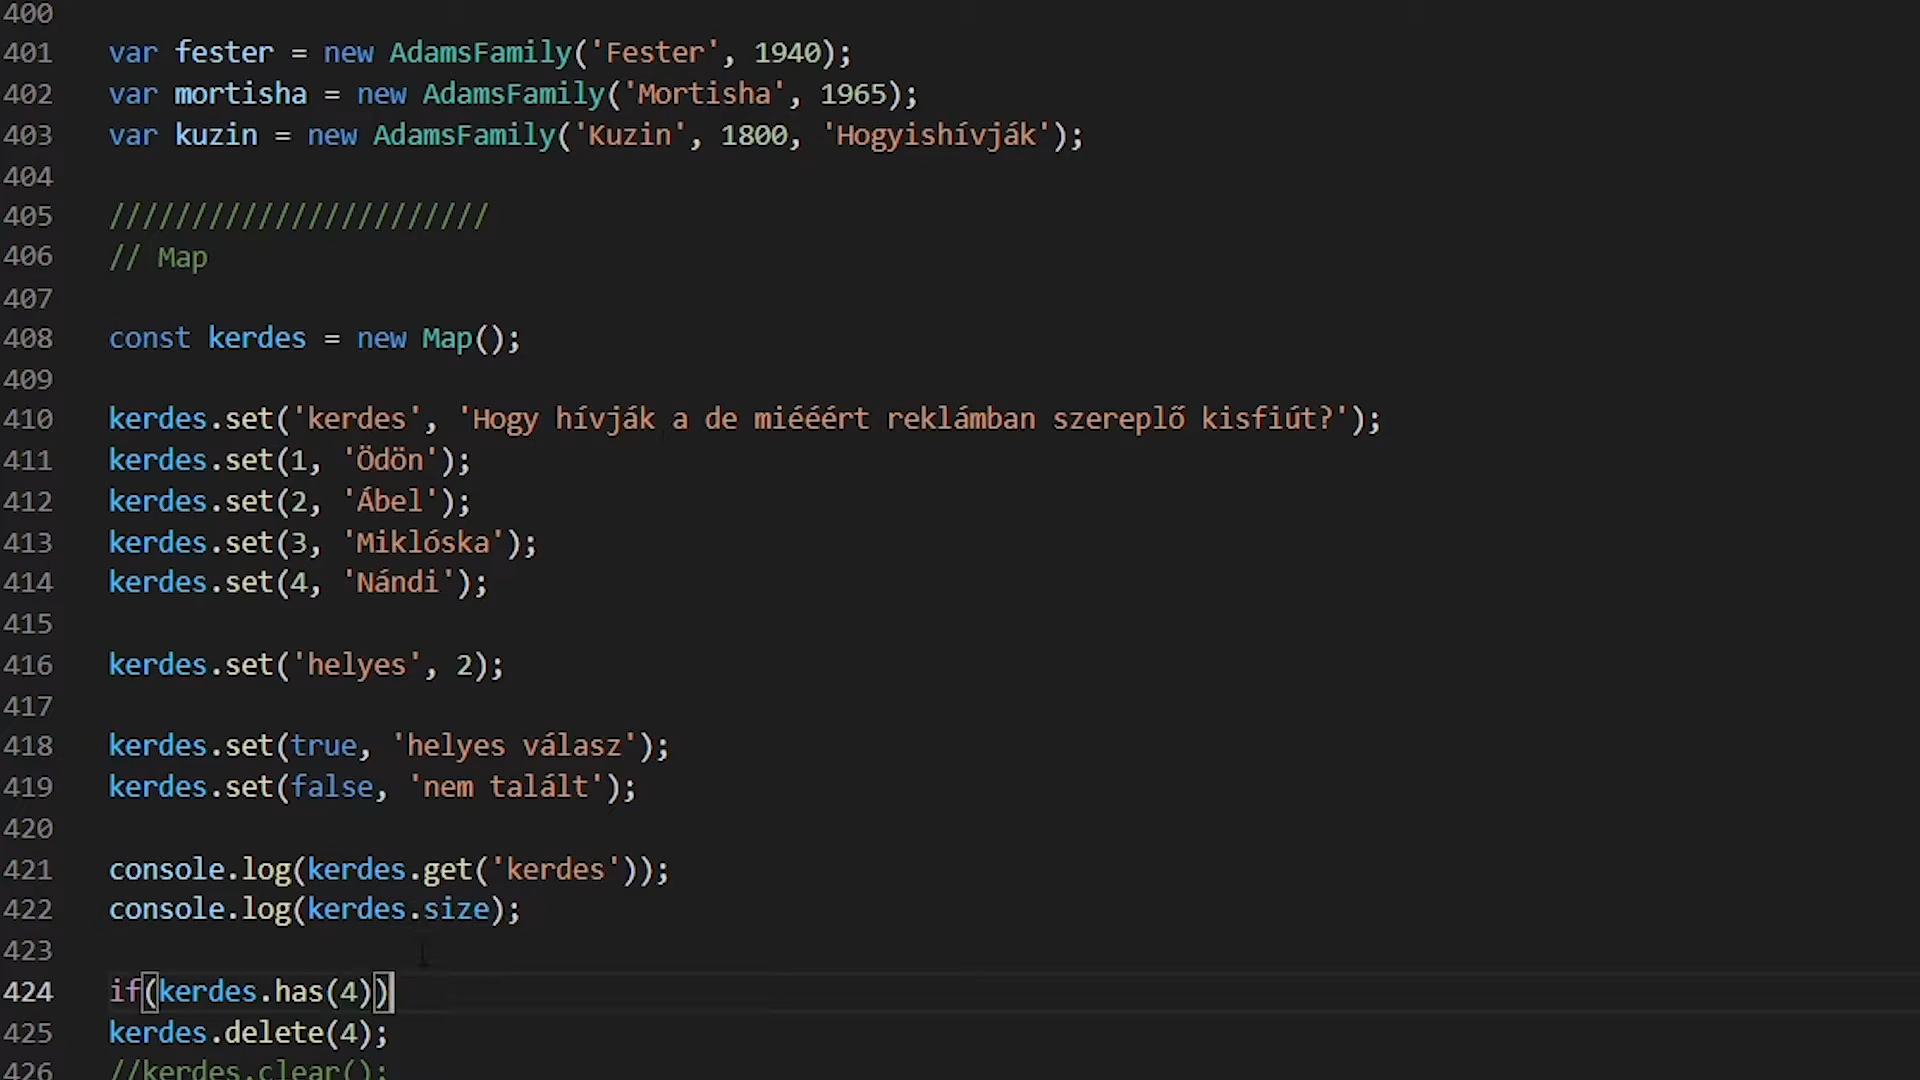 400
401 var fester = new AdamsFamily('Fester', 1940);
402 var mortisha = new AdamsFamily('Mortisha', 1965);
403 var kuzin = new AdamsFamily('Kuzin', 1800, 'Hogyishívják');
404
405 ///////////////////////
406 // Map
407
408 const kerdes = new Map();
409
410 kerdes.set('kerdes', 'Hogy hívják a de miééért reklámban szereplő kisfiút?');
411 kerdes.set(1, 'Ödön');
412 kerdes.set(2, 'Ábel');
413 kerdes.set(3, 'Miklóska');
414 kerdes.set(4, 'Nándi');
415
416 kerdes.set('helyes', 2);
417
418 kerdes.set(true, 'helyes válasz');
419 kerdes.set(false, 'nem talált');
420
421 console.log(kerdes.get('kerdes'));
422 console.log(kerdes.size);
423
424 if(kerdes.has(4))
425 kerdes.delete(4);
426 //kerdes.clear();